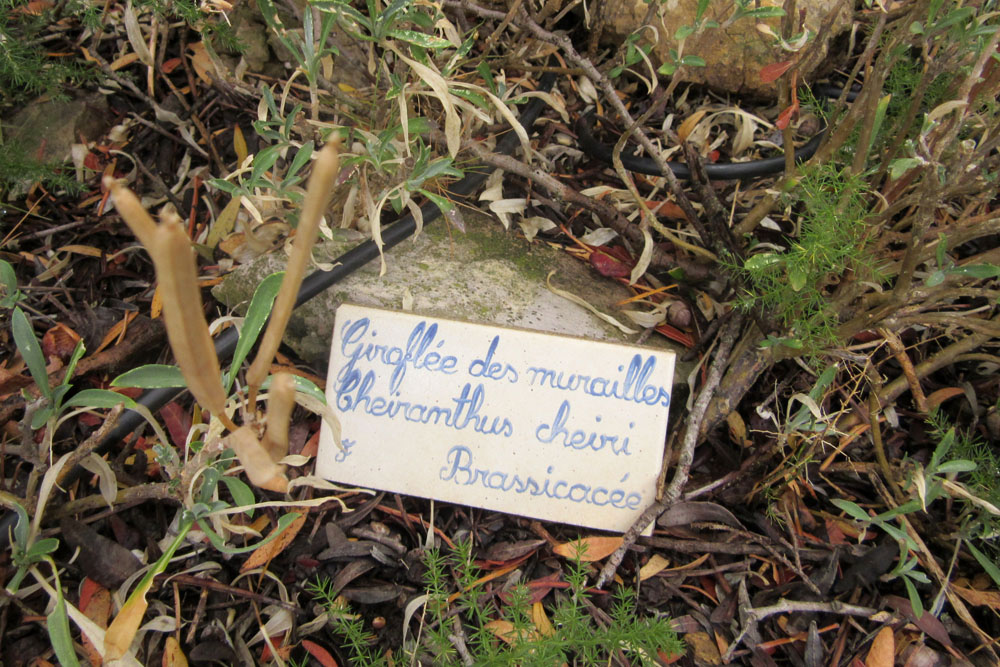 Giroflée des murailles
Cheiranthus cheiri
Brassicacée